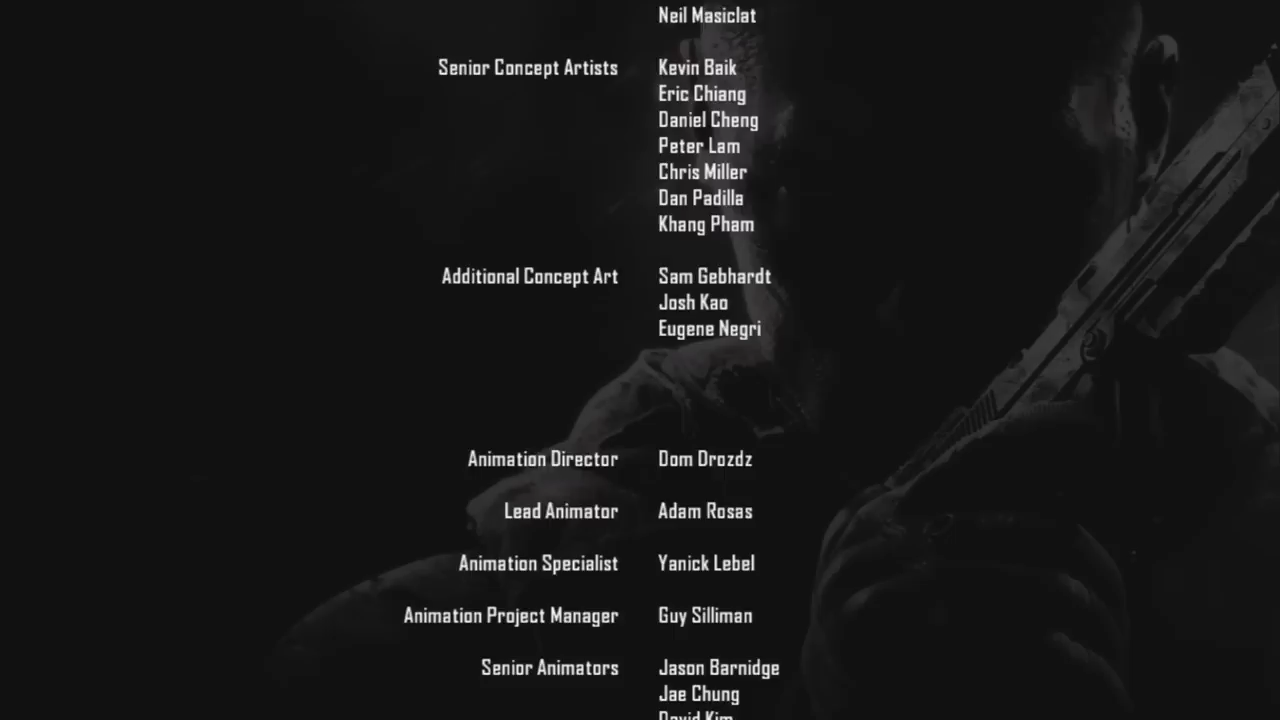 Neil Masiclat
Senior Concept Artists Kevin Baik
Eric Chiang
Daniel Cheng
Peter Lam
Chris Miller
Dan Padilla
Khang Pham
Additional Concept Art Sam Gebhardt
Josh Kao
Eugene Negri
Animation Director Dom Drozdz
Lead Animator Adam Rosas
Animation Specialist Yanick Lebel
Animation Project Manager Guy Silliman
Senior Animators Jason Barnidge
Jae Chung
David Kim